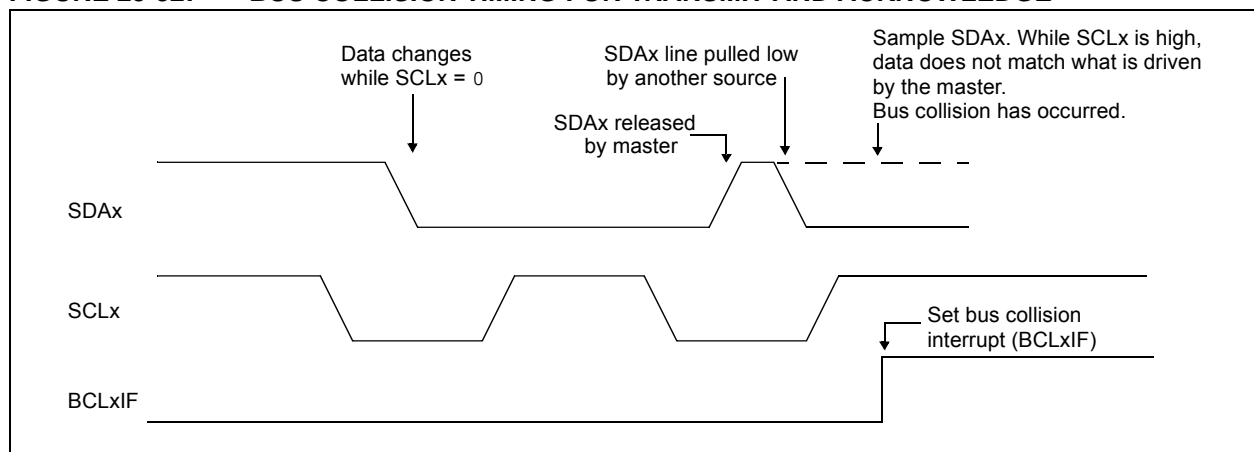 Data changes
while SCLx = 0
SDAx line pulled low
by another source
Sample SDAx. While SCLx is high,
data does not match what is driven
by the master.
Bus collision has occurred.
SDAx released
by master
SDAx
SCLx
Set bus collision
interrupt (BCLxIF)
BCLxIF